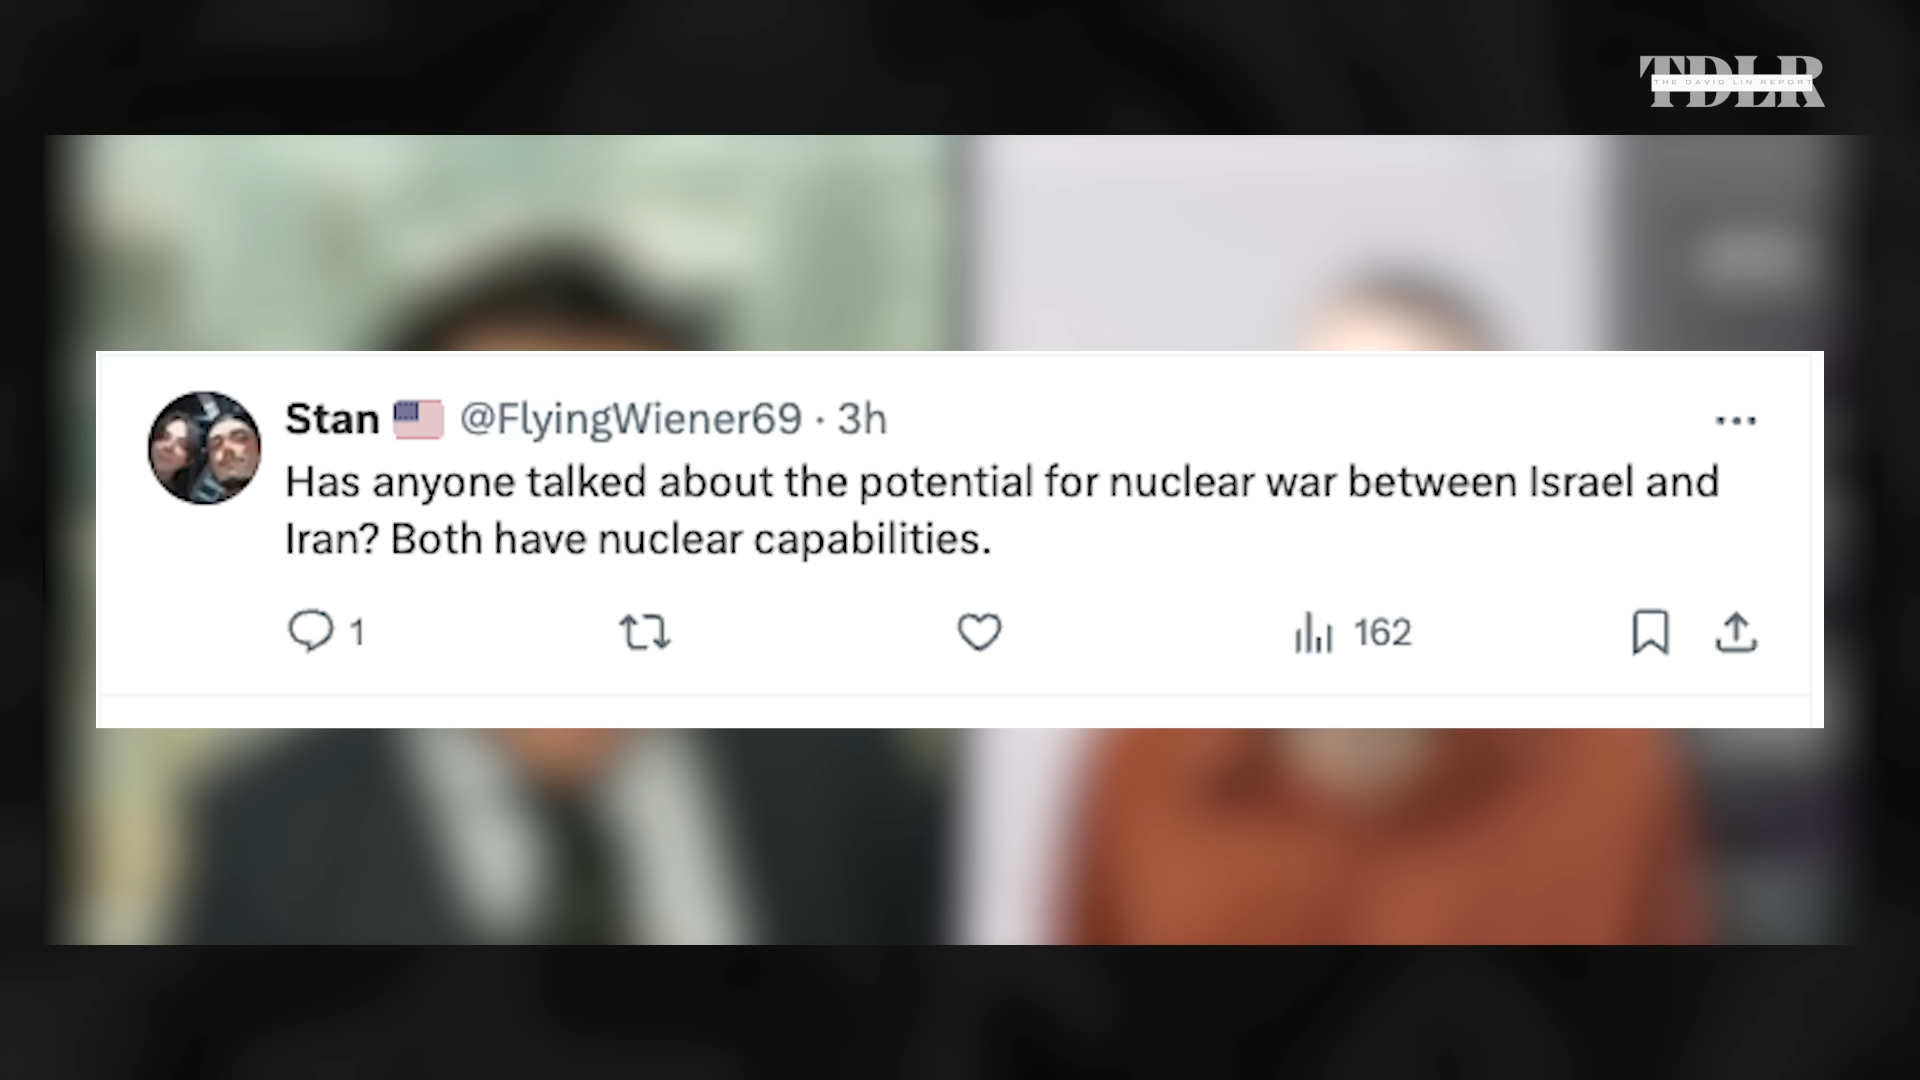 TDLR
THE DAVID LIN REPORT
Stan 🇺🇸 @FlyingWiener69 · 3h
Has anyone talked about the potential for nuclear war between Israel and
Iran? Both have nuclear capabilities.
1
162